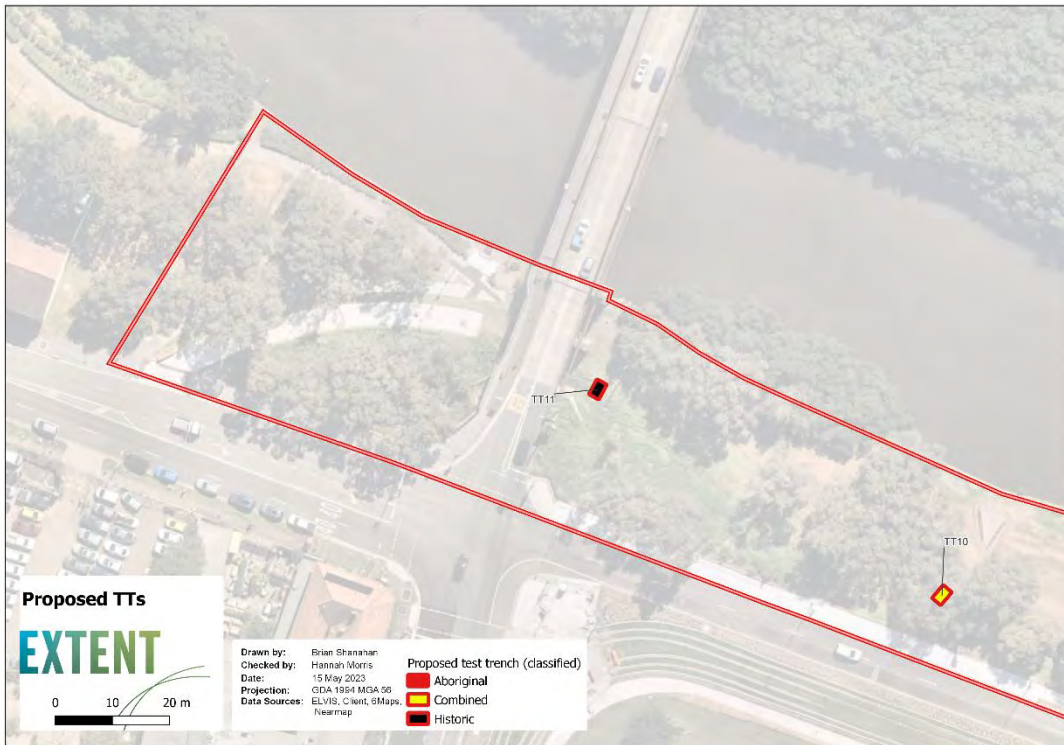 TT11
TT10
Proposed TTs
EXTENT
0 10 20 m
Drawn by: Brian Shanahan
Checked by: Hannah Morris
Date: 15 May 2023
Projection: GDA 1994 MGA 56
Data Sources: ELVIS, Client, 6Maps,
Nearmap
Proposed test trench (classified)
Aboriginal
Combined
Historic